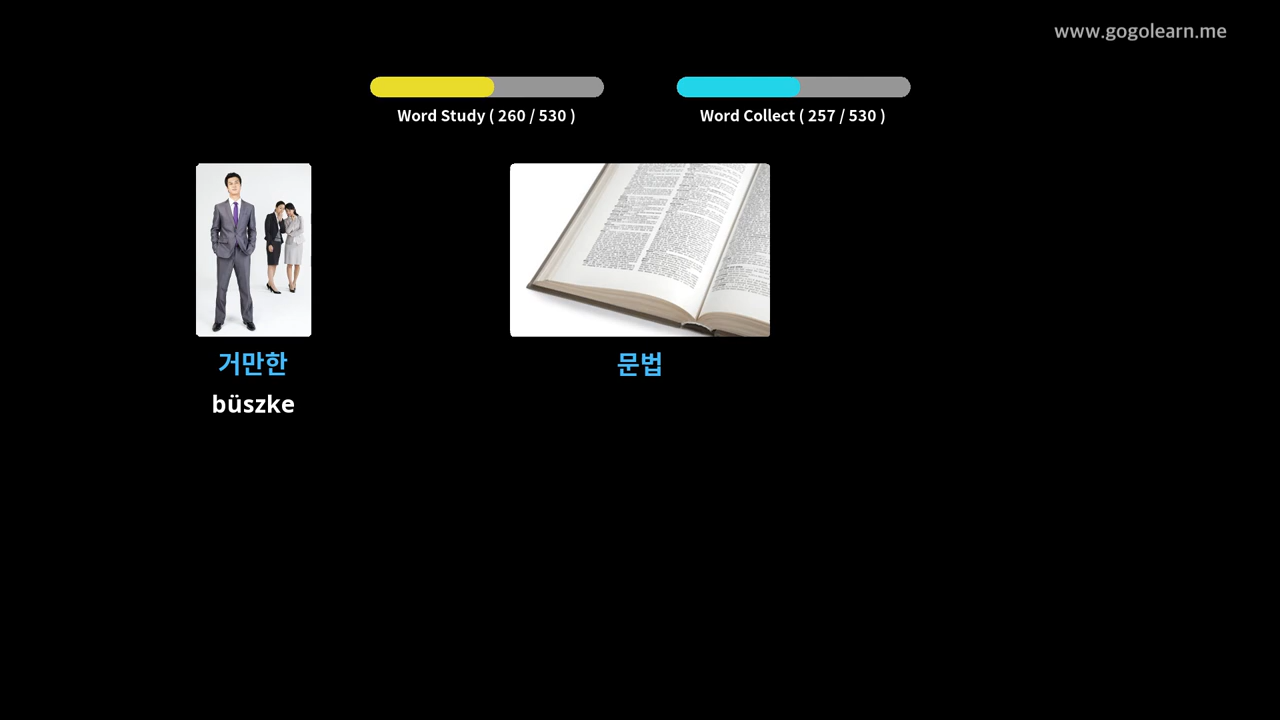 www.gogolearn.me
Word Study ( 260 / 530 )
Word Collect ( 257 / 530 )
거만한
büszke
문법